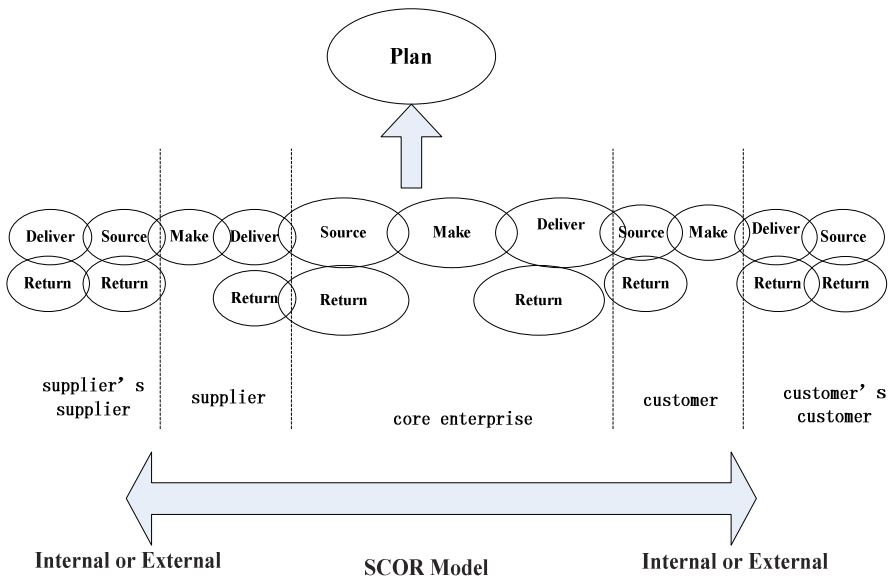 Plan
Deliver Source Make Deliver Source Make Deliver Source Make Deliver Source
Return Return Return Return Return Return Return Return
supplier's
supplier
supplier
core enterprise
customer
customer's
customer
Internal or External
SCOR Model
Internal or External